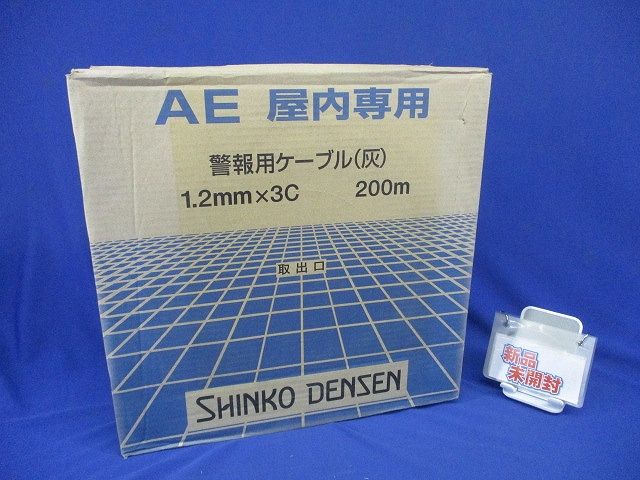 AE 屋内専用
警報用ケーブル(灰)
1.2mm×3C 200m
取出口
SHINKO DENSEN
新品
未開封